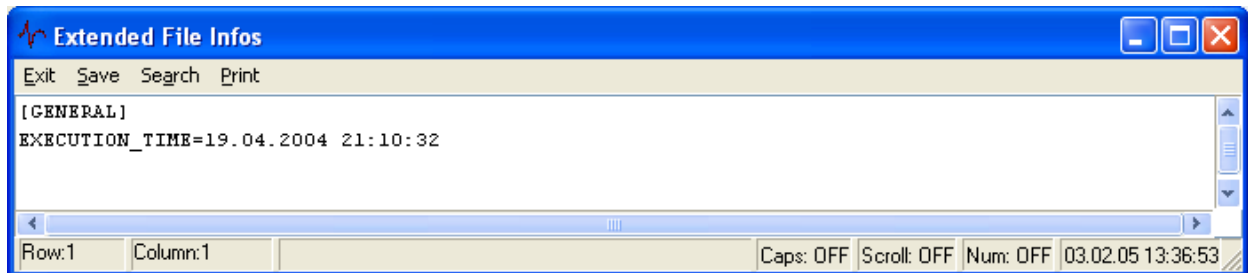 Extended File Infos
Exit Save Search Print
[GENERAL]
EXECUTION_TIME=19.04.2004 21:10:32
Row:1 Column:1 Caps: OFF Scroll: OFF Num: OFF 03.02.05 13:36:53